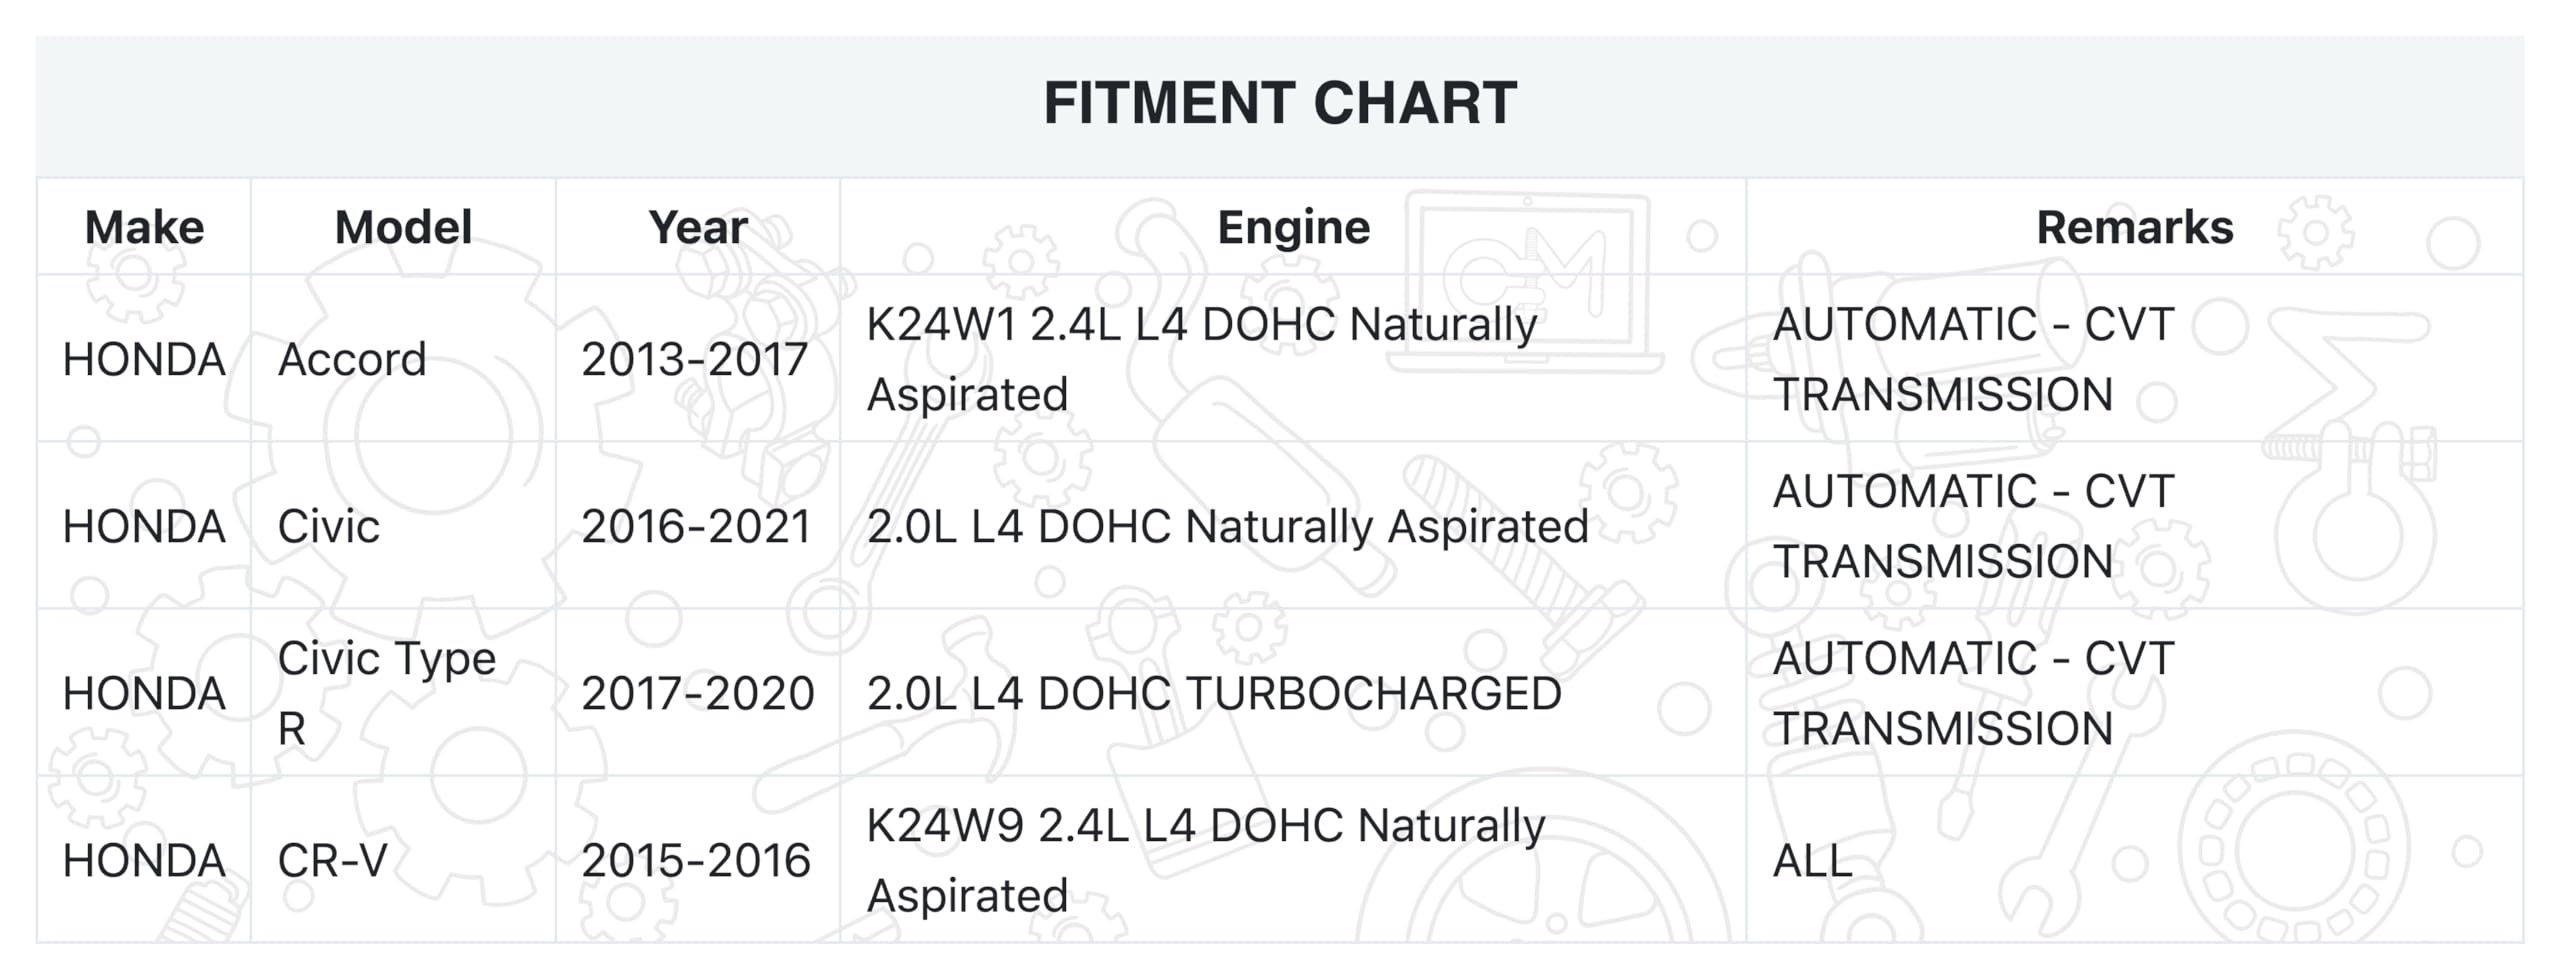 FITMENT CHART
Make Model Year Engine Remarks
HONDA Accord 2013-2017 K24W1 2.4L L4 DOHC Naturally
Aspirated AUTOMATIC - CVT
TRANSMISSION
HONDA Civic 2016-2021 2.0L L4 DOHC Naturally Aspirated AUTOMATIC - CVT
TRANSMISSION
HONDA Civic Type
R 2017-2020 2.0L L4 DOHC TURBOCHARGED AUTOMATIC - CVT
TRANSMISSION
HONDA CR-V 2015-2016 K24W9 2.4L L4 DOHC Naturally
Aspirated ALL